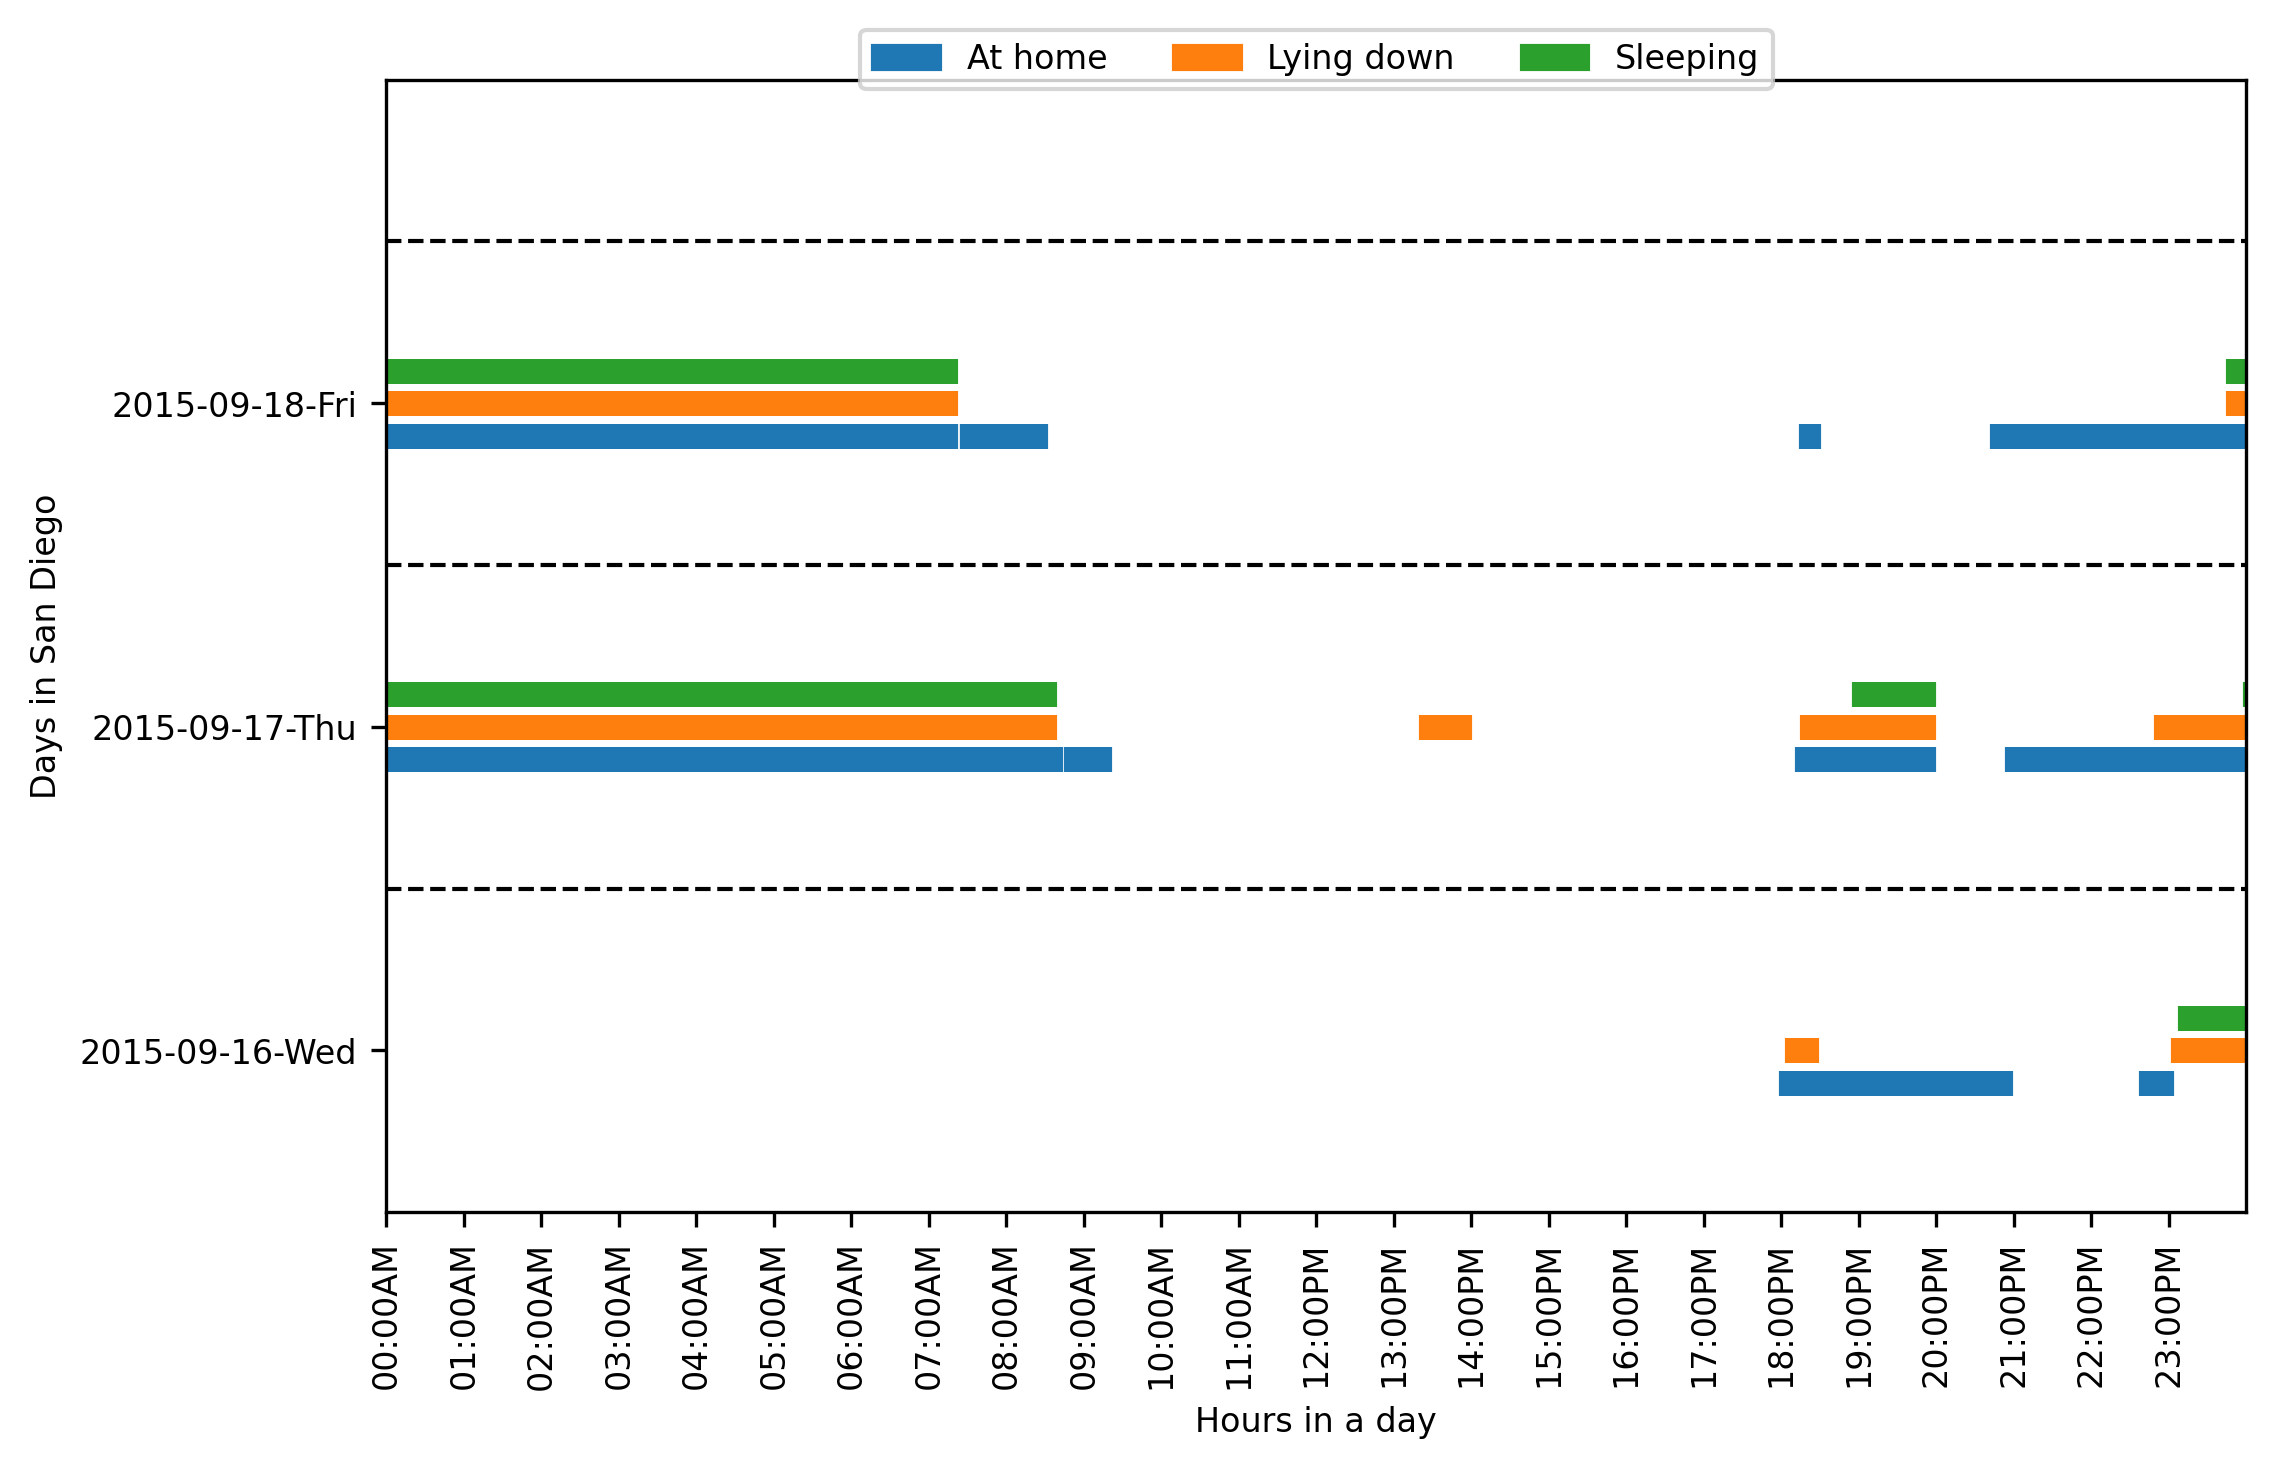 At home Lying down Sleeping
Days in San Diego
2015-09-18-Fri
2015-09-17-Thu
2015-09-16-Wed
00:00AM
01:00AM
02:00AM
03:00AM
04:00AM
05:00AM
06:00AM
07:00AM
08:00AM
09:00AM
10:00AM
11:00AM
12:00PM
13:00PM
14:00PM
15:00PM
16:00PM
17:00PM
18:00PM
19:00PM
20:00PM
21:00PM
22:00PM
23:00PM
Hours in a day